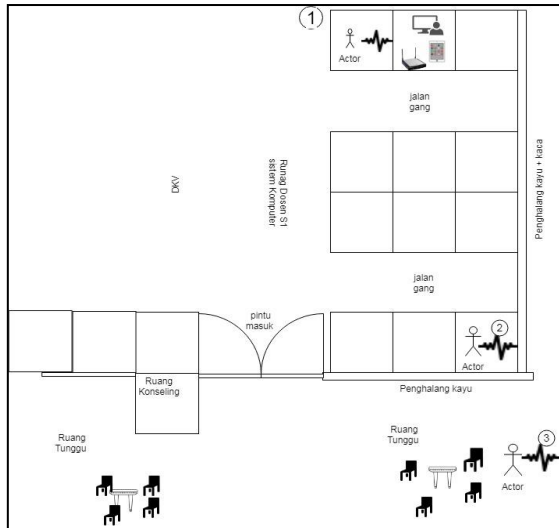 1
Actor
jalan
gang
DKV
Runag Dosen S1
sistem Komputer
Penghalang kayu + kaca
jalan
gang
pintu
masuk
2
Actor
Ruang
Konseling
Penghalang kayu
Ruang
Tunggu
Ruang
Tunggu
3
Actor